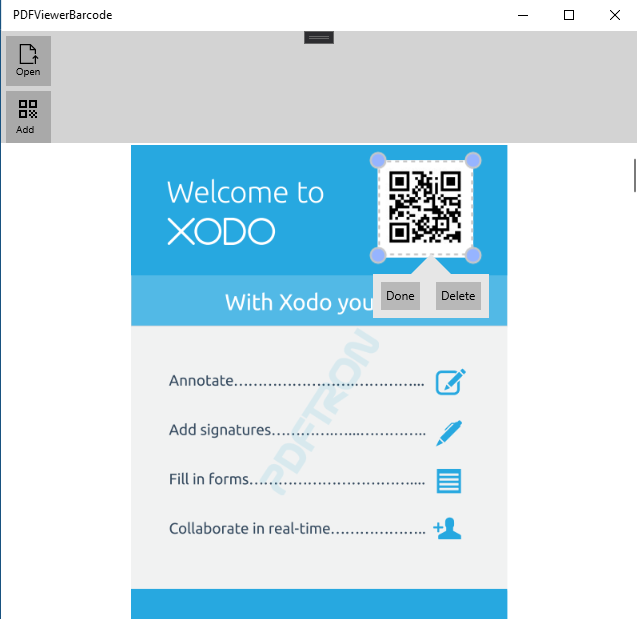 PDFViewerBarcode
Open
Add
Welcome to
XODO
With Xodo you
Done
Delete
PDFTRON
Annotate.......................................
Add signatures................................
Fill in forms.....................................
Collaborate in real-time....................